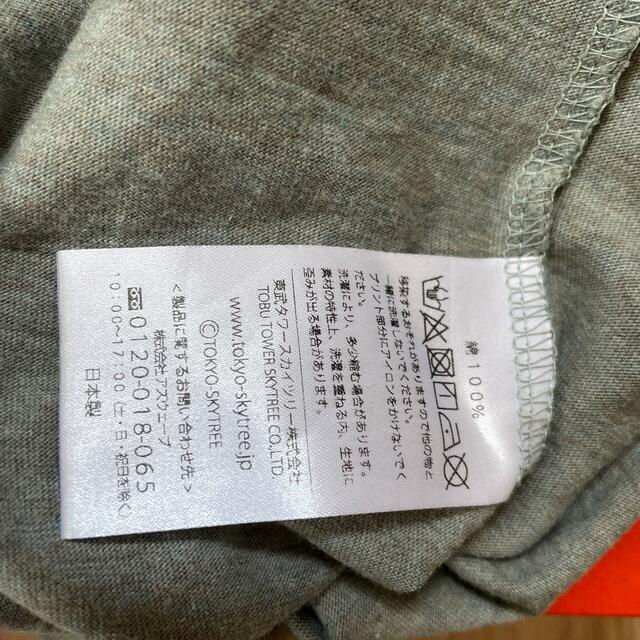 綿 100%
移染するおそれがありますので他の物と
一緒に洗濯しないでください。
プリント部分にアイロンをかけないでく
ださい。
洗濯により、多少縮む場合があります。
素材の特性上、洗濯を重ねる内、生地に
歪みが出る場合があります。
東武タワースカイツリー株式会社
TOBU TOWER SKYTREE CO.,LTD.
www.tokyo-skytree.jp
©TOKYO-SKYTREE
<製品に関するお問い合わせ先>
株式会社アズウェーブ
0120-018-065
10:00~17:00 (土・日・祝日を除く)
日本製